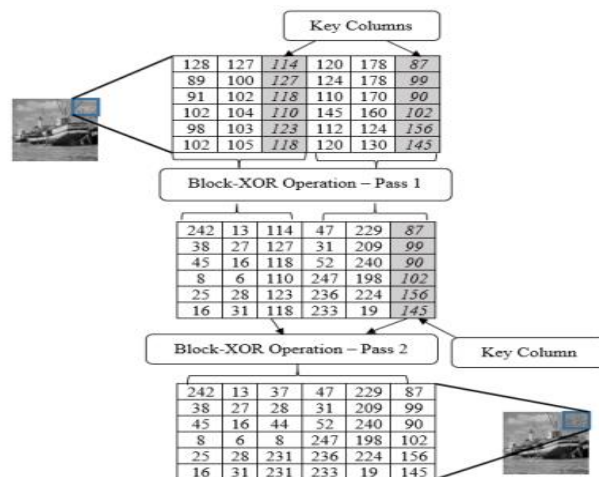 Key Columns
128 127 114 120 178 87
89 100 127 124 178 99
91 102 118 110 170 90
102 104 110 145 160 102
98 103 123 112 124 156
102 105 118 120 130 145
Block-XOR Operation – Pass 1
242 13 114 47 229 87
38 27 127 31 209 99
45 16 118 52 240 90
8 6 110 247 198 102
25 28 123 236 224 156
16 31 118 233 19 145
Block-XOR Operation – Pass 2
Key Column
242 13 37 47 229 87
38 27 28 31 209 99
45 16 44 52 240 90
8 6 8 247 198 102
25 28 231 236 224 156
16 31 231 233 19 145